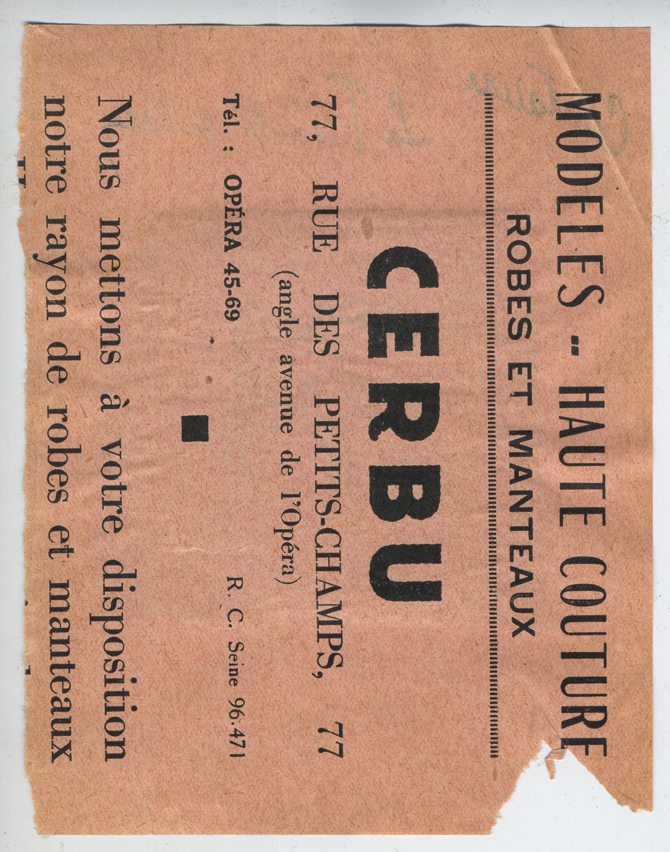 MODELES - HAUTE COUTURE
ROBES ET MANTEAUX
CERBU
77, RUE DES PETITS-CHAMPS, 77
(angle avenue de l'Opéra)
Tél. : OPÉRA 45-69 R. C. Seine 96.471
Nous mettons à votre disposition
notre rayon de robes et manteaux